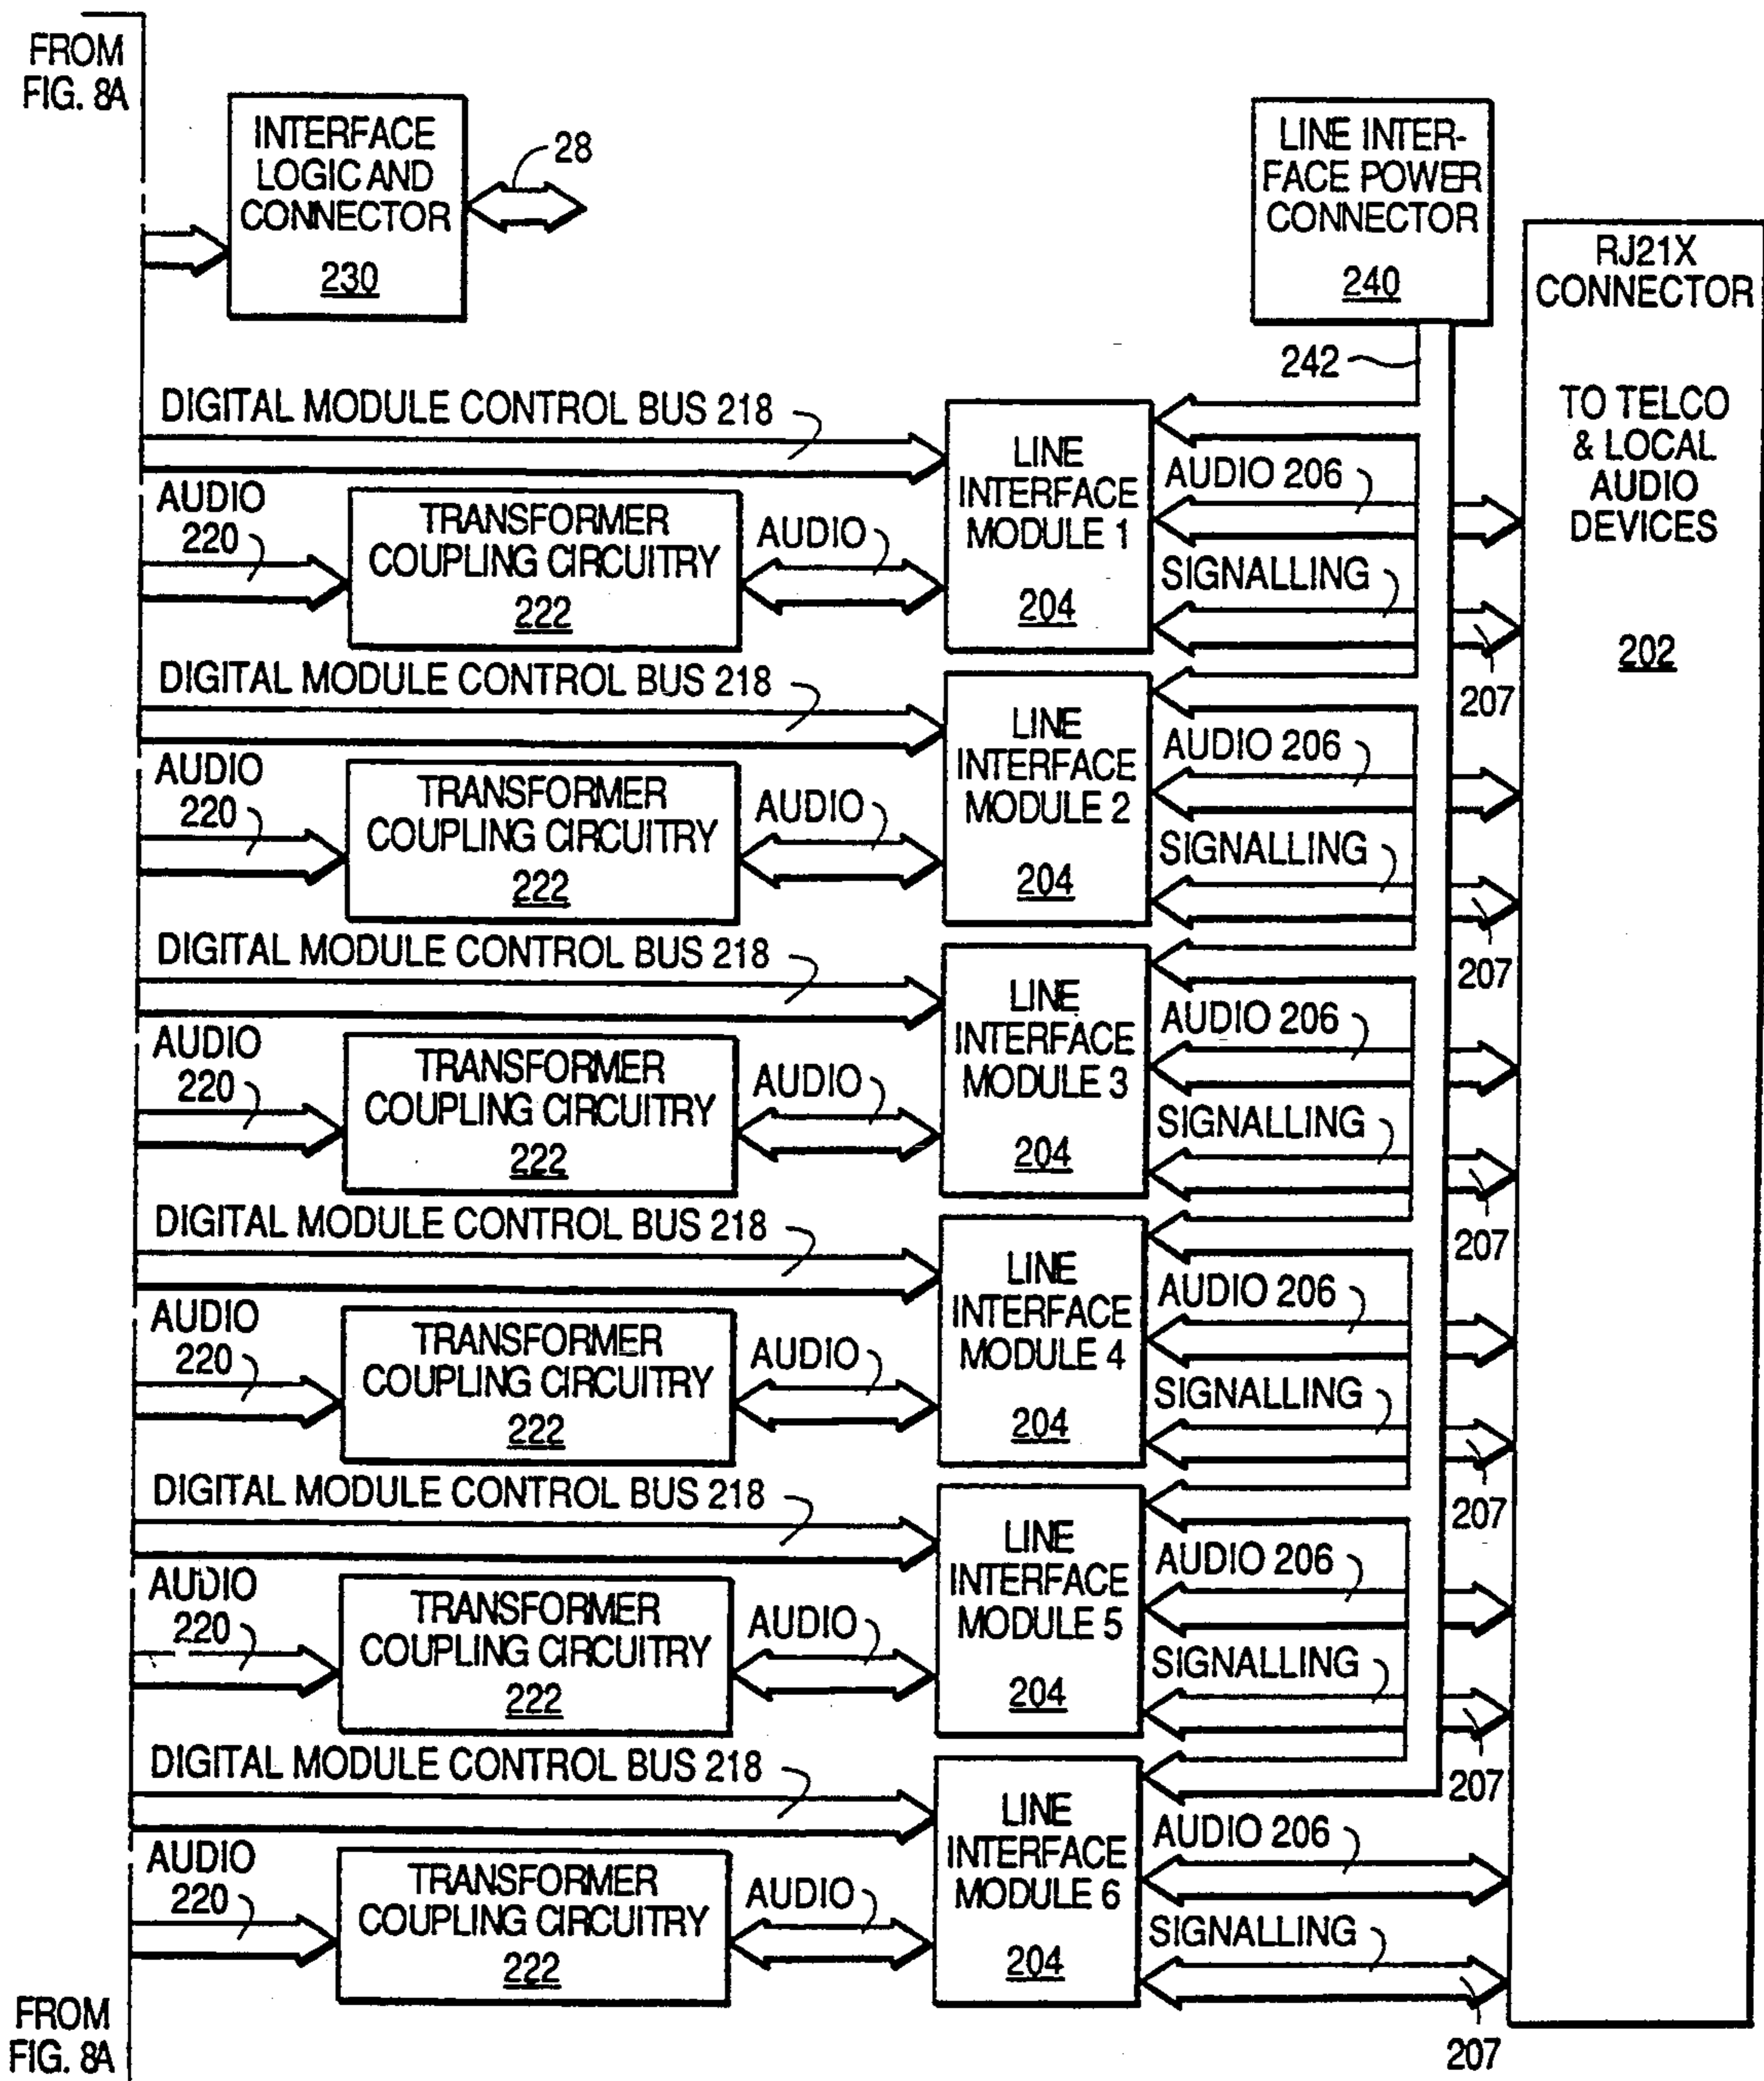 FROM
FIG. 8A
INTERFACE
LOGIC AND
CONNECTOR
230
28
LINE INTER-
FACE POWER
CONNECTOR
240
242
RJ21X
CONNECTOR
TO TELCO
& LOCAL
AUDIO
DEVICES
202
DIGITAL MODULE CONTROL BUS 218
AUDIO
220
TRANSFORMER
COUPLING CIRCUITRY
222
AUDIO
LINE
INTERFACE
MODULE 1
204
AUDIO 206
SIGNALLING
207
DIGITAL MODULE CONTROL BUS 218
AUDIO
220
TRANSFORMER
COUPLING CIRCUITRY
222
AUDIO
LINE
INTERFACE
MODULE 2
204
AUDIO 206
SIGNALLING
207
DIGITAL MODULE CONTROL BUS 218
AUDIO
220
TRANSFORMER
COUPLING CIRCUITRY
222
AUDIO
LINE
INTERFACE
MODULE 3
204
AUDIO 206
SIGNALLING
207
DIGITAL MODULE CONTROL BUS 218
AUDIO
220
TRANSFORMER
COUPLING CIRCUITRY
222
AUDIO
LINE
INTERFACE
MODULE 4
204
AUDIO 206
SIGNALLING
207
DIGITAL MODULE CONTROL BUS 218
AUDIO
220
TRANSFORMER
COUPLING CIRCUITRY
222
AUDIO
LINE
INTERFACE
MODULE 5
204
AUDIO 206
SIGNALLING
207
DIGITAL MODULE CONTROL BUS 218
AUDIO
220
TRANSFORMER
COUPLING CIRCUITRY
222
AUDIO
LINE
INTERFACE
MODULE 6
204
AUDIO 206
SIGNALLING
207
FROM
FIG. 8A